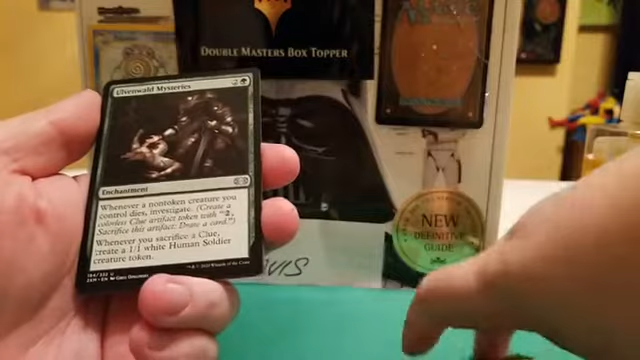 DOUBLE MASTERS BOX TOPPER
Ulvenwald Mysteries
Enchantment
Whenever a nontoken creature you
control dies, investigate. (Create a
colorless Clue artifact token with "2,
Sacrifice this artifact: Draw a card.")
Whenever you sacrifice a Clue,
create a 1/1 white Human Soldier
creature token.
NEW
DEFINITIVE
GUIDE